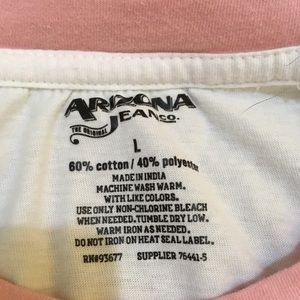 ARIZONA
THE ORIGINAL JEAN CO.
L
60% cotton / 40% polyester
MADE IN INDIA
MACHINE WASH WARM.
WITH LIKE COLORS.
USE ONLY NON-CHLORINE BLEACH
WHEN NEEDED. TUMBLE DRY LOW.
WARM IRON AS NEEDED.
DO NOT IRON ON HEAT SEAL LABEL.
RN#93677 SUPPLIER 76441-5